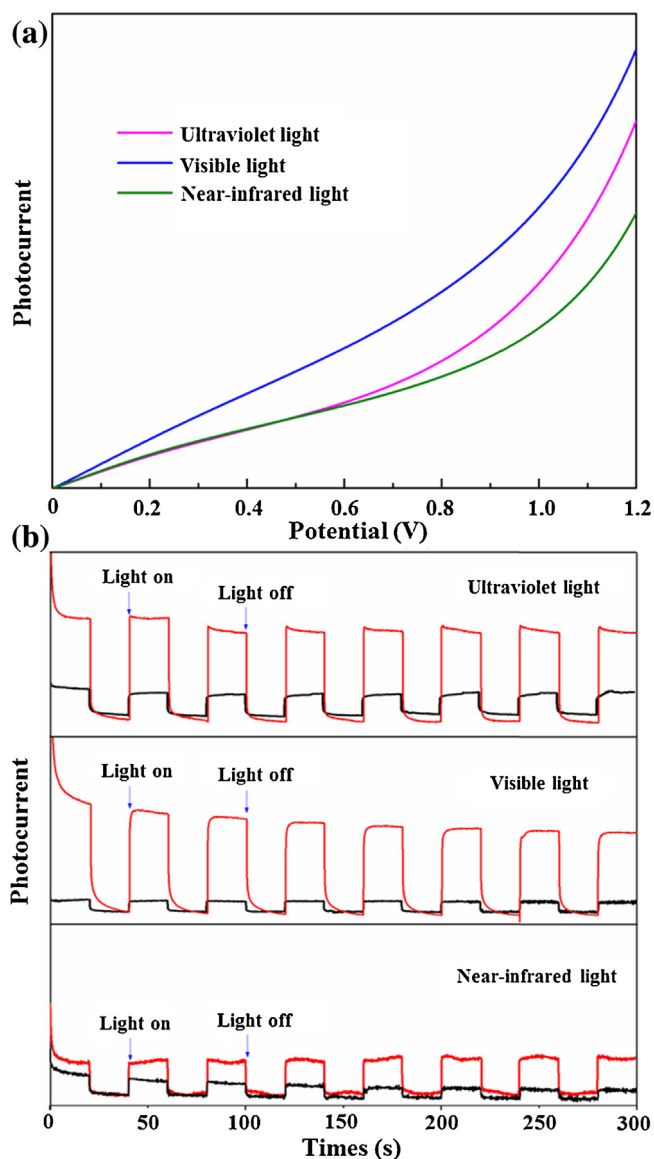 (a)
Photocurrent
Ultraviolet light
Visible light
Near-infrared light
0 0.2 0.4 0.6 0.8 1.0 1.2
Potential (V)
(b)
Photocurrent
Light on Light off Ultraviolet light
Light on Light off Visible light
Near-infrared light
Light on Light off
0 50 100 150 200 250 300
Times (s)